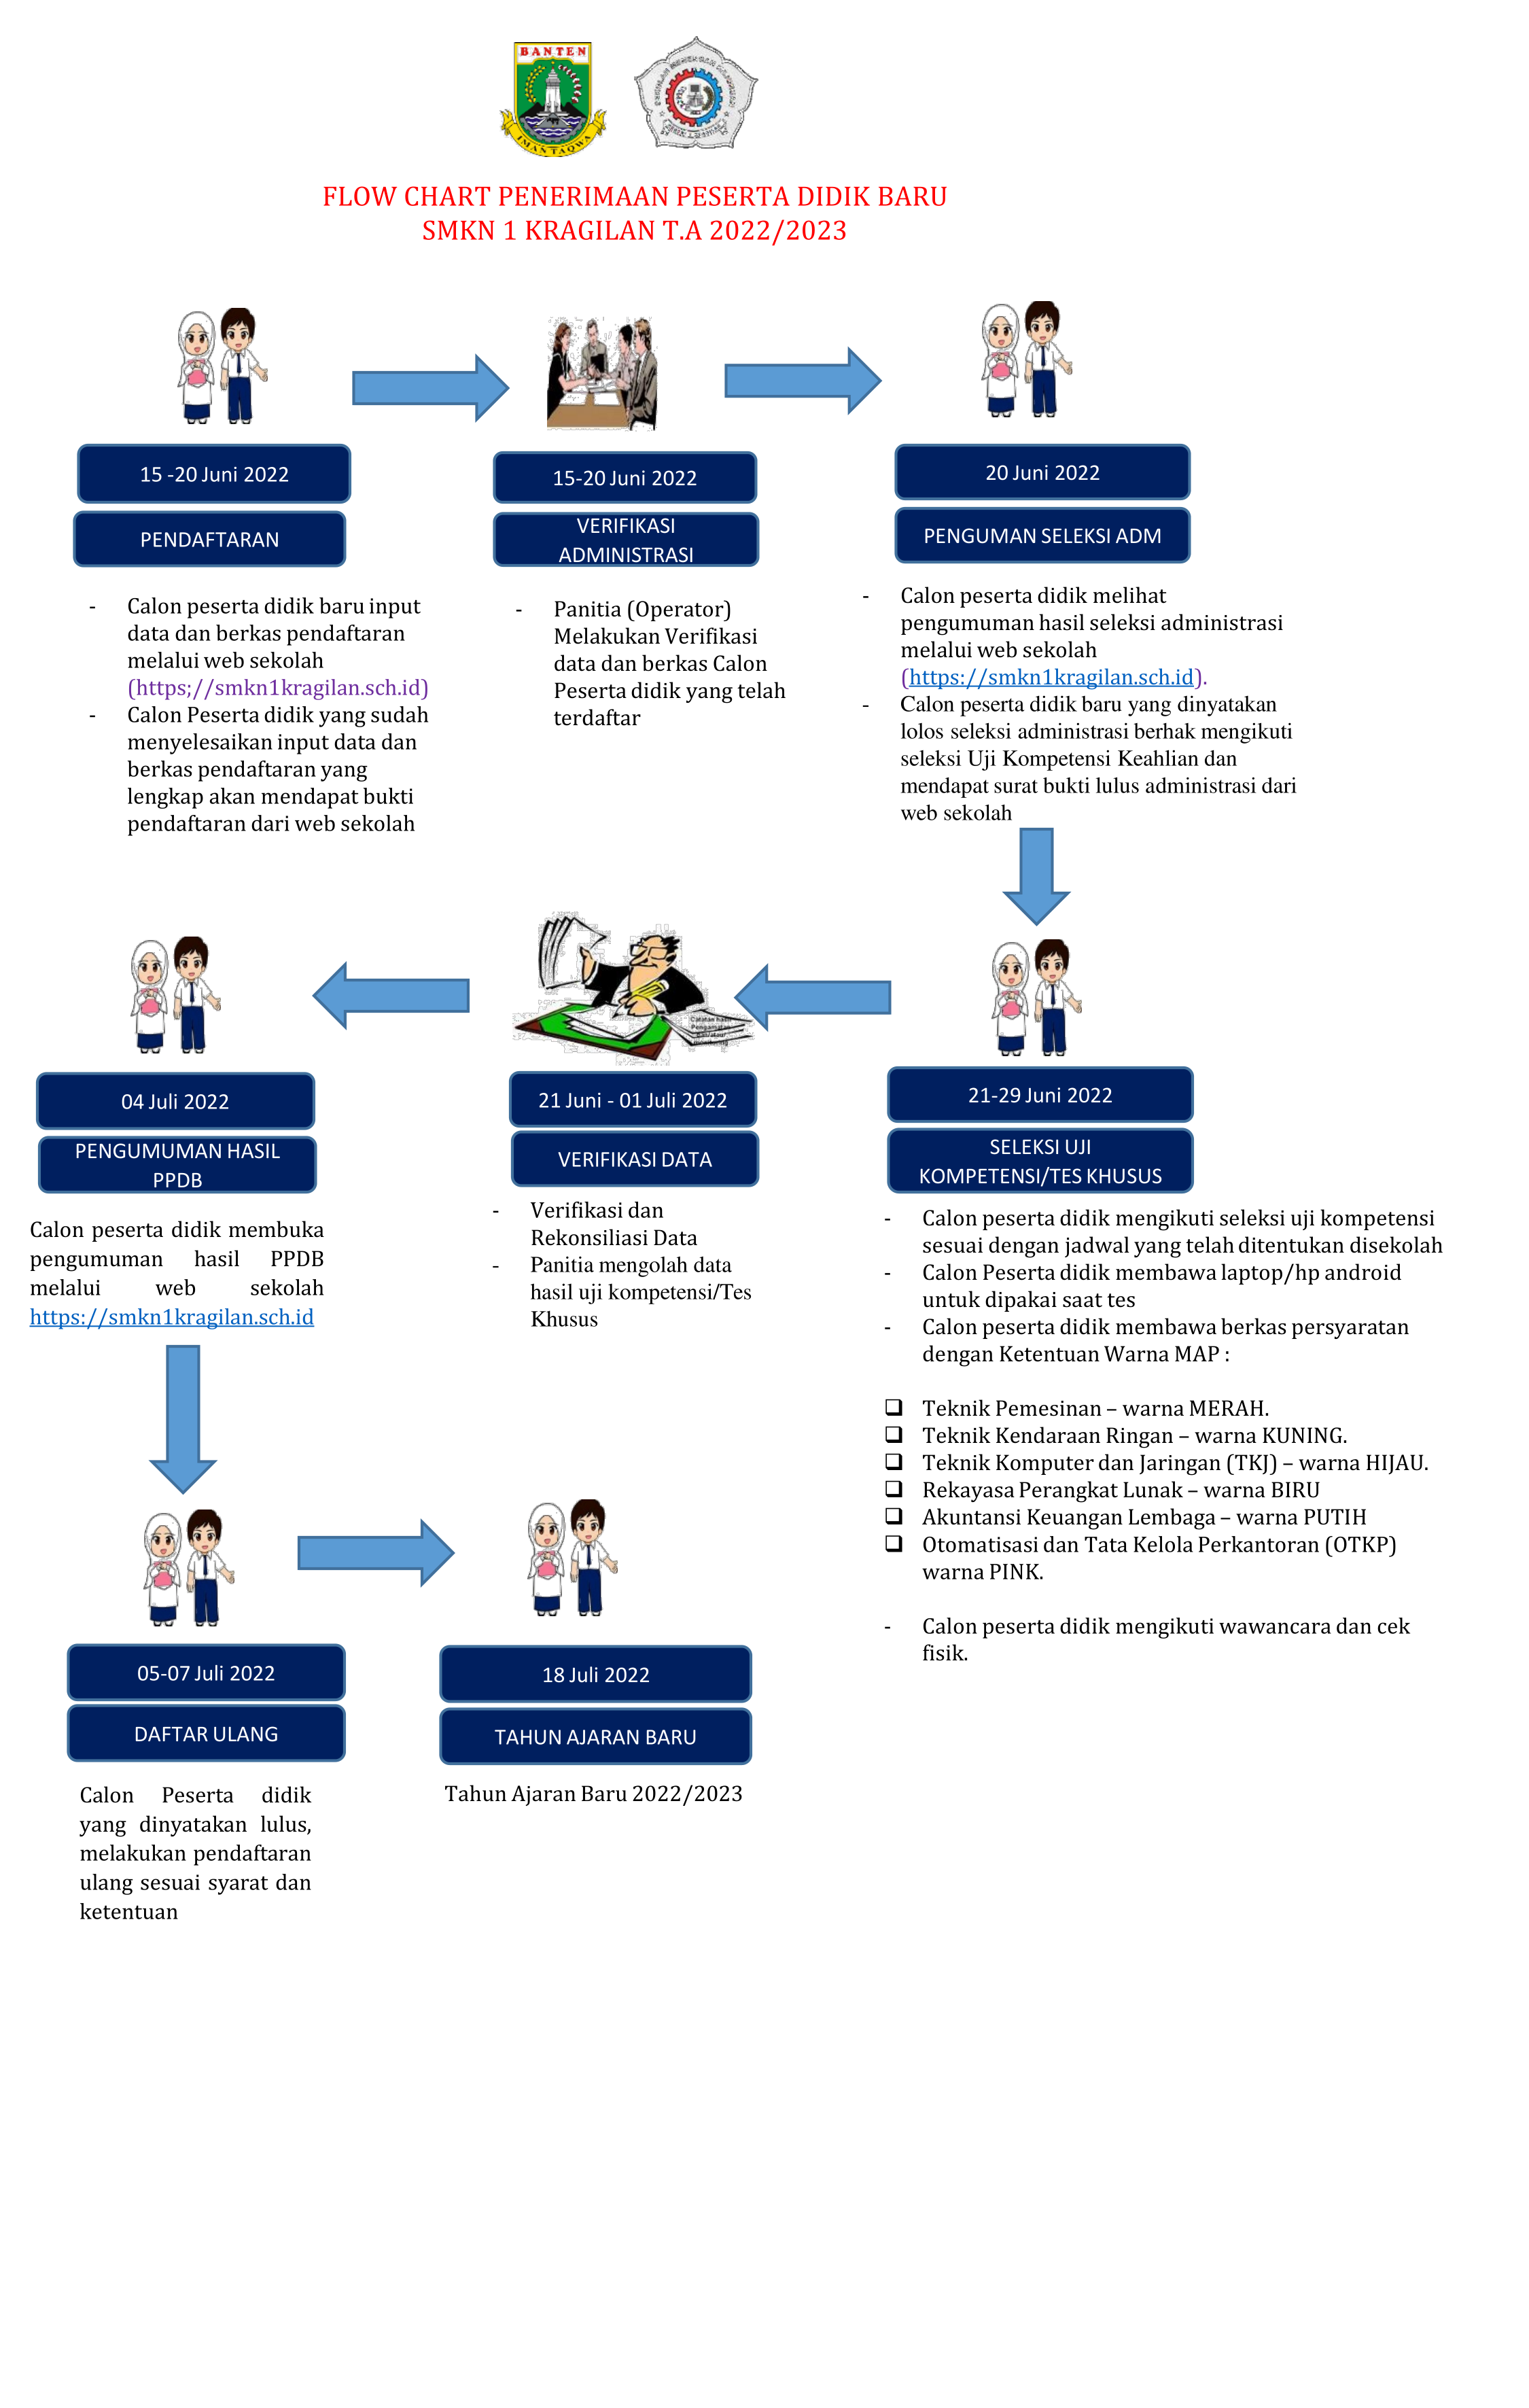 BANTEN
IMAN TAQWA
FLOW CHART PENERIMAAN PESERTA DIDIK BARU
SMKN 1 KRAGILAN T.A 2022/2023
15 -20 Juni 2022
PENDAFTARAN
- Calon peserta didik baru input
data dan berkas pendaftaran
melalui web sekolah
(https;//smkn1kragilan.sch.id)
- Calon Peserta didik yang sudah
menyelesaikan input data dan
berkas pendaftaran yang
lengkap akan mendapat bukti
pendaftaran dari web sekolah
15-20 Juni 2022
VERIFIKASI
ADMINISTRASI
- Panitia (Operator)
Melakukan Verifikasi
data dan berkas Calon
Peserta didik yang telah
terdaftar
20 Juni 2022
PENGUMAN SELEKSI ADM
- Calon peserta didik melihat
pengumuman hasil seleksi administrasi
melalui web sekolah
(https://smkn1kragilan.sch.id).
- Calon peserta didik baru yang dinyatakan
lolos seleksi administrasi berhak mengikuti
seleksi Uji Kompetensi Keahlian dan
mendapat surat bukti lulus administrasi dari
web sekolah
21-29 Juni 2022
SELEKSI UJI
KOMPETENSI/TES KHUSUS
- Calon peserta didik mengikuti seleksi uji kompetensi
sesuai dengan jadwal yang telah ditentukan disekolah
- Calon Peserta didik membawa laptop/hp android
untuk dipakai saat tes
- Calon peserta didik membawa berkas persyaratan
dengan Ketentuan Warna MAP :
❑ Teknik Pemesinan – warna MERAH.
❑ Teknik Kendaraan Ringan – warna KUNING.
❑ Teknik Komputer dan Jaringan (TKJ) – warna HIJAU.
❑ Rekayasa Perangkat Lunak – warna BIRU
❑ Akuntansi Keuangan Lembaga – warna PUTIH
❑ Otomatisasi dan Tata Kelola Perkantoran (OTKP)
warna PINK.
- Calon peserta didik mengikuti wawancara dan cek
fisik.
Catatan hasil
Pengamatan
21 Juni - 01 Juli 2022
VERIFIKASI DATA
- Verifikasi dan
Rekonsiliasi Data
- Panitia mengolah data
hasil uji kompetensi/Tes
Khusus
04 Juli 2022
PENGUMUMAN HASIL
PPDB
Calon peserta didik membuka
pengumuman hasil PPDB
melalui web sekolah
https://smkn1kragilan.sch.id
05-07 Juli 2022
DAFTAR ULANG
Calon Peserta didik
yang dinyatakan lulus,
melakukan pendaftaran
ulang sesuai syarat dan
ketentuan
18 Juli 2022
TAHUN AJARAN BARU
Tahun Ajaran Baru 2022/2023